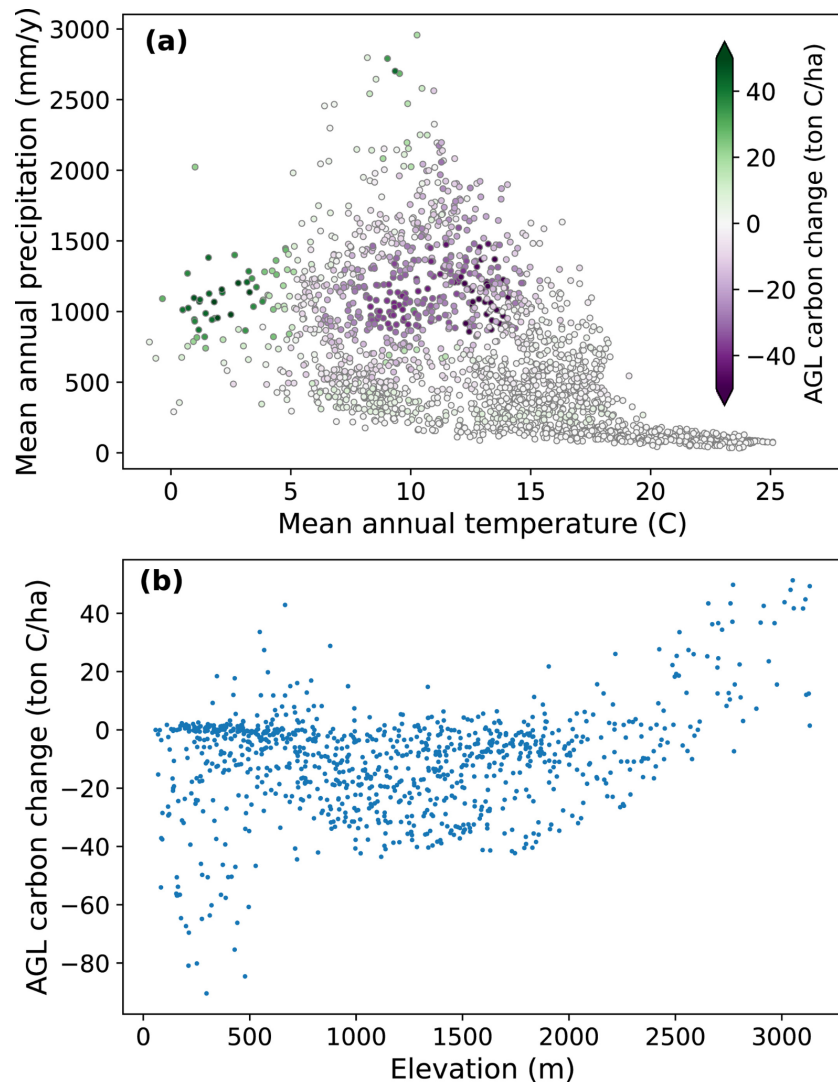 (a)
3000
2500
2000
1500
1000
500
0
Mean annual precipitation (mm/y)
0 5 10 15 20 25
Mean annual temperature (C)
40
20
0
−20
−40
AGL carbon change (ton C/ha)
(b)
40
20
0
−20
−40
−60
−80
AGL carbon change (ton C/ha)
0 500 1000 1500 2000 2500 3000
Elevation (m)